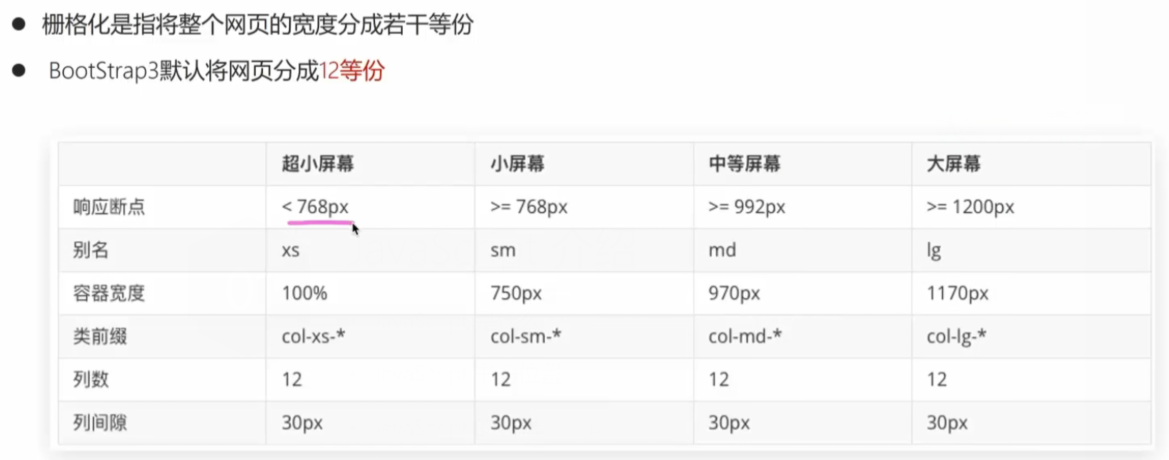 栅格化是指将整个网页的宽度分成若干等份
BootStrap3默认将网页分成12等份
超小屏幕 小屏幕 中等屏幕 大屏幕
响应断点 < 768px >= 768px >= 992px >= 1200px
别名 xs sm md lg
容器宽度 100% 750px 970px 1170px
类前缀 col-xs-* col-sm-* col-md-* col-lg-*
列数 12 12 12 12
列间隙 30px 30px 30px 30px